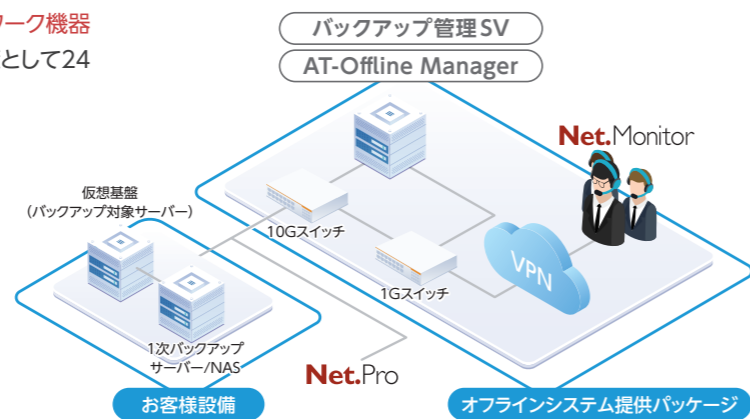 ワーク機器
として24
バックアップ管理SV
AT-Offline Manager
Net.Monitor
仮想基盤
（バックアップ対象サーバー）
10Gスイッチ
1Gスイッチ
VPN
1次バックアップ
サーバー/NAS
Net.Pro
お客様設備
オフラインシステム提供パッケージ